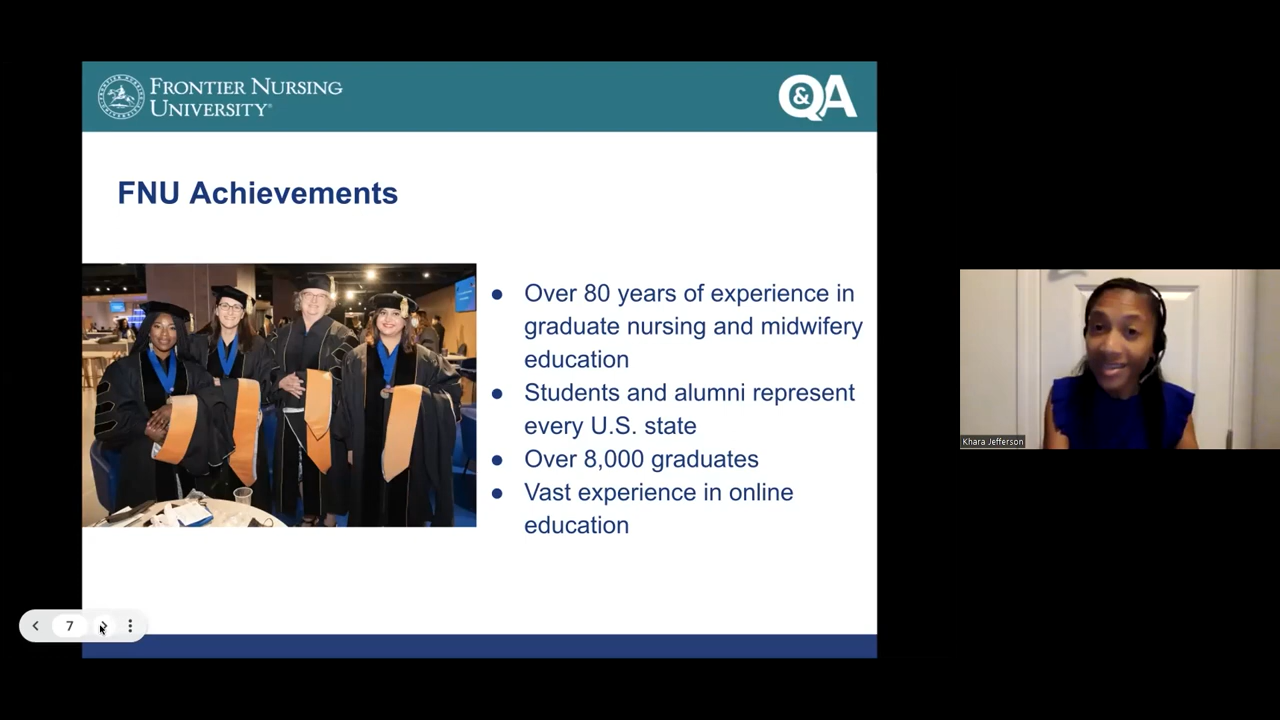 FRONTIER NURSING
UNIVERSITY®
Q&A
FNU Achievements
● Over 80 years of experience in
graduate nursing and midwifery
education
● Students and alumni represent
every U.S. state
● Over 8,000 graduates
● Vast experience in online
education
Khara Jefferson
7